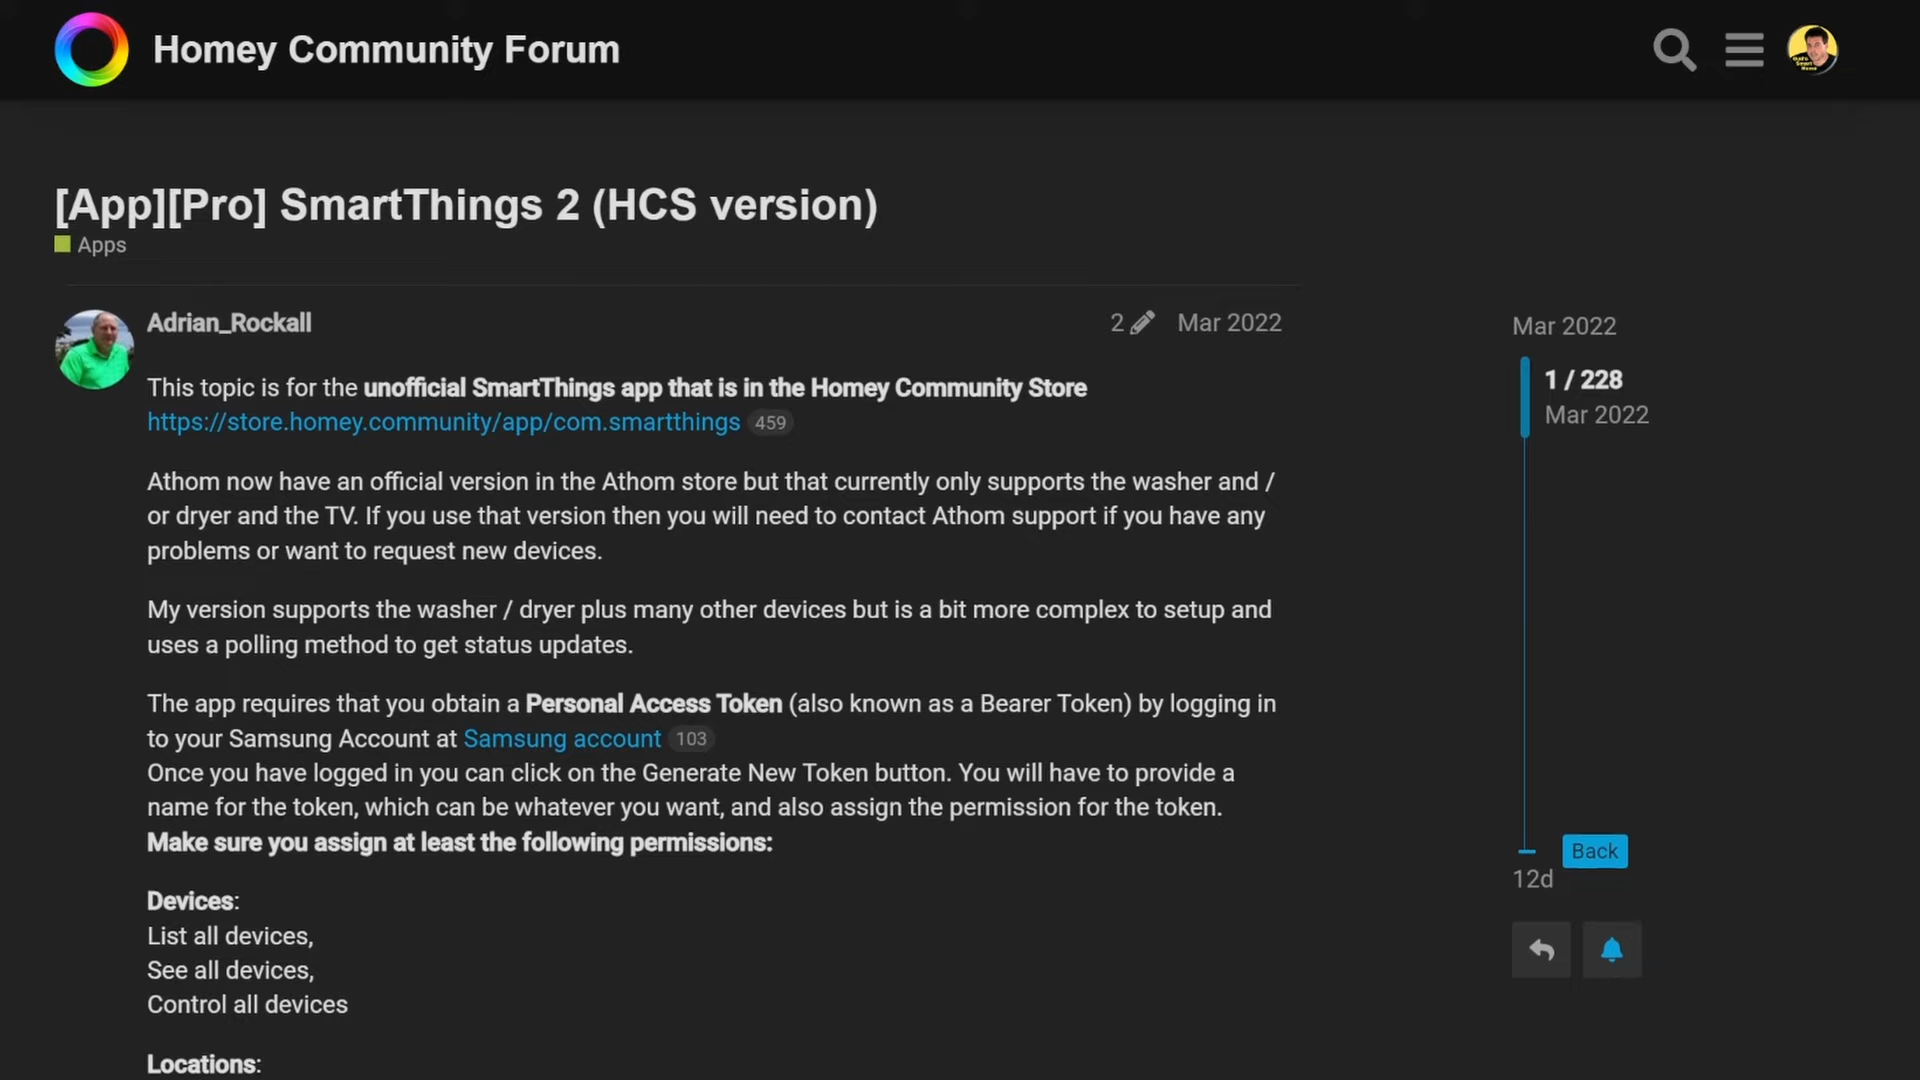 Homey Community Forum
[App][Pro] SmartThings 2 (HCS version)
Apps
Adrian_Rockall
2
Mar 2022
This topic is for the unofficial SmartThings app that is in the Homey Community Store
https://store.homey.community/app/com.smartthings 459
Athom now have an official version in the Athom store but that currently only supports the washer and /
or dryer and the TV. If you use that version then you will need to contact Athom support if you have any
problems or want to request new devices.
My version supports the washer / dryer plus many other devices but is a bit more complex to setup and
uses a polling method to get status updates.
The app requires that you obtain a Personal Access Token (also known as a Bearer Token) by logging in
to your Samsung Account at Samsung account 103
Once you have logged in you can click on the Generate New Token button. You will have to provide a
name for the token, which can be whatever you want, and also assign the permission for the token.
Make sure you assign at least the following permissions:
Devices:
List all devices,
See all devices,
Control all devices
Locations:
Mar 2022
1 / 228
Mar 2022
Back
12d